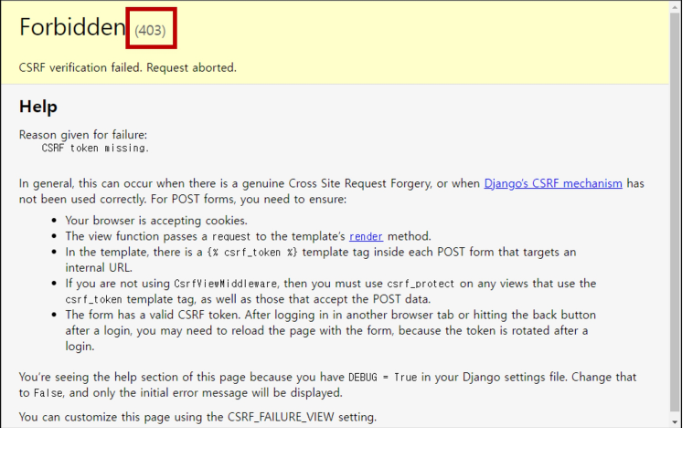 Forbidden (403)
CSRF verification failed. Request aborted.
Help
Reason given for failure:
CSRF token missing.
In general, this can occur when there is a genuine Cross Site Request Forgery, or when Django's CSRF mechanism has
not been used correctly. For POST forms, you need to ensure:
• Your browser is accepting cookies.
• The view function passes a request to the template's render method.
• In the template, there is a {% csrf_token %} template tag inside each POST form that targets an
internal URL.
• If you are not using CsrfViewMiddleware, then you must use csrf_protect on any views that use the
csrf_token template tag, as well as those that accept the POST data.
• The form has a valid CSRF token. After logging in in another browser tab or hitting the back button
after a login, you may need to reload the page with the form, because the token is rotated after a
login.
You're seeing the help section of this page because you have DEBUG = True in your Django settings file. Change that
to False, and only the initial error message will be displayed.
You can customize this page using the CSRF_FAILURE_VIEW setting.